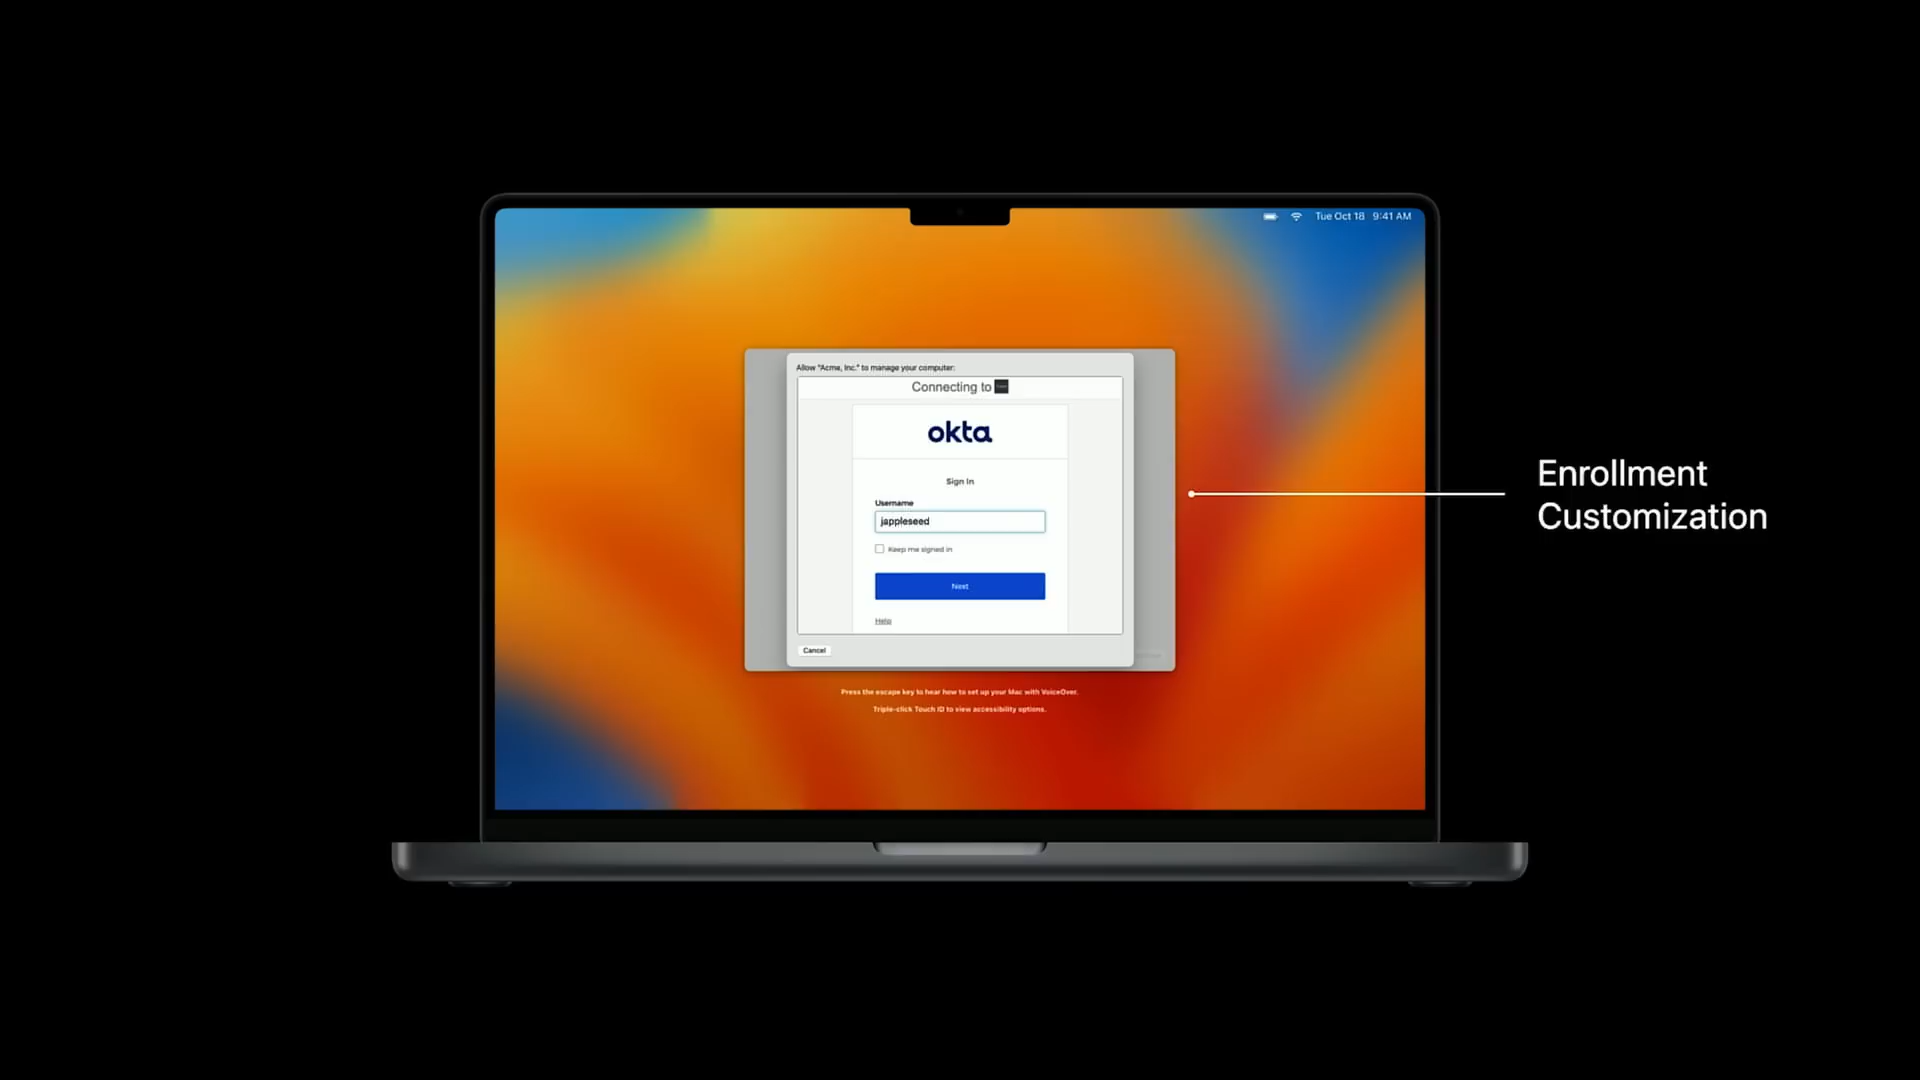 Tue Oct 18 9:41 AM
Allow "Acme, Inc." to manage your computer:
Connecting to
okta
Sign In
Username
jappleseed
Keep me signed in
Next
Help
Cancel
Press the escape key to hear how to set up your Mac with VoiceOver.
Triple-click Touch ID to view accessibility options.
Enrollment
Customization